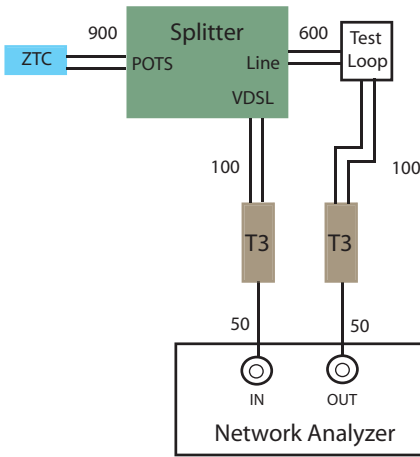 900
Splitter
600
Test
Loop
ZTC
POTS
Line
VDSL
100
100
T3
T3
50
50
IN
OUT
Network Analyzer